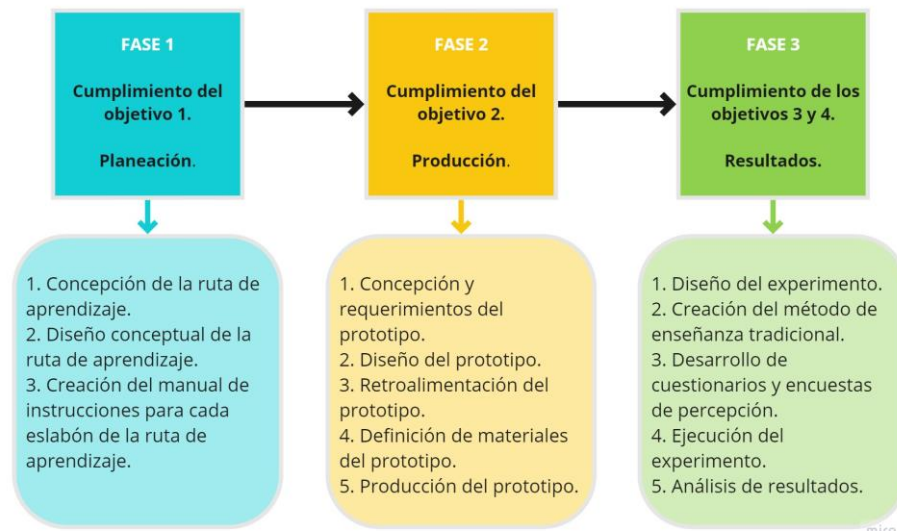 FASE 1
Cumplimiento del
objetivo 1.
Planeación.
FASE 2
Cumplimiento del
objetivo 2.
Producción.
FASE 3
Cumplimiento de los
objetivos 3 y 4.
Resultados.
1. Concepción de la ruta de
aprendizaje.
2. Diseño conceptual de la
ruta de aprendizaje.
3. Creación del manual de
instrucciones para cada
eslabón de la ruta de
aprendizaje.
1. Concepción y
requerimientos del
prototipo.
2. Diseño del prototipo.
3. Retroalimentación del
prototipo.
4. Definición de materiales
del prototipo.
5. Producción del prototipo.
1. Diseño del experimento.
2. Creación del método de
enseñanza tradicional.
3. Desarrollo de
cuestionarios y encuestas
de percepción.
4. Ejecución del
experimento.
5. Análisis de resultados.
miro